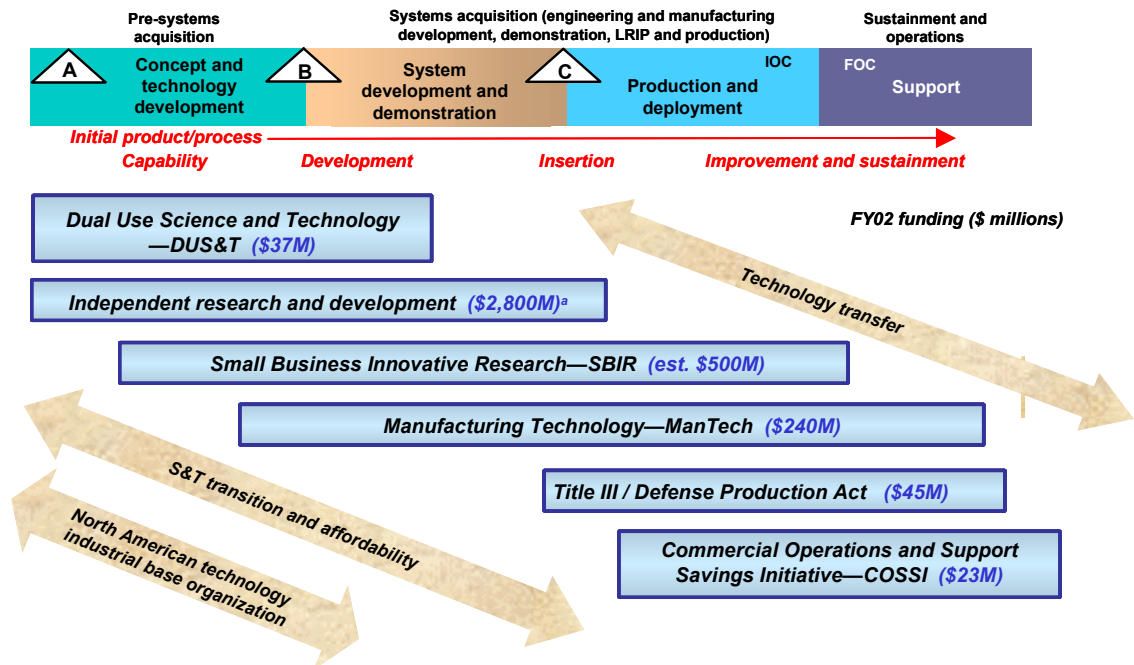 Pre-systems
acquisition
Systems acquisition (engineering and manufacturing
development, demonstration, LRIP and production)
Sustainment and
operations
A
Concept and
technology
development
B
System
development and
demonstration
C
IOC
Production and
deployment
FOC
Support
Initial product/process
Capability
Development
Insertion
Improvement and sustainment
Dual Use Science and Technology
—DUS&T ($37M)
FY02 funding ($ millions)
Independent research and development ($2,800M)ᵃ
Technology transfer
Small Business Innovative Research—SBIR (est. $500M)
Manufacturing Technology—ManTech ($240M)
S&T transition and affordability
Title III / Defense Production Act ($45M)
North American technology
industrial base organization
Commercial Operations and Support
Savings Initiative—COSSI ($23M)